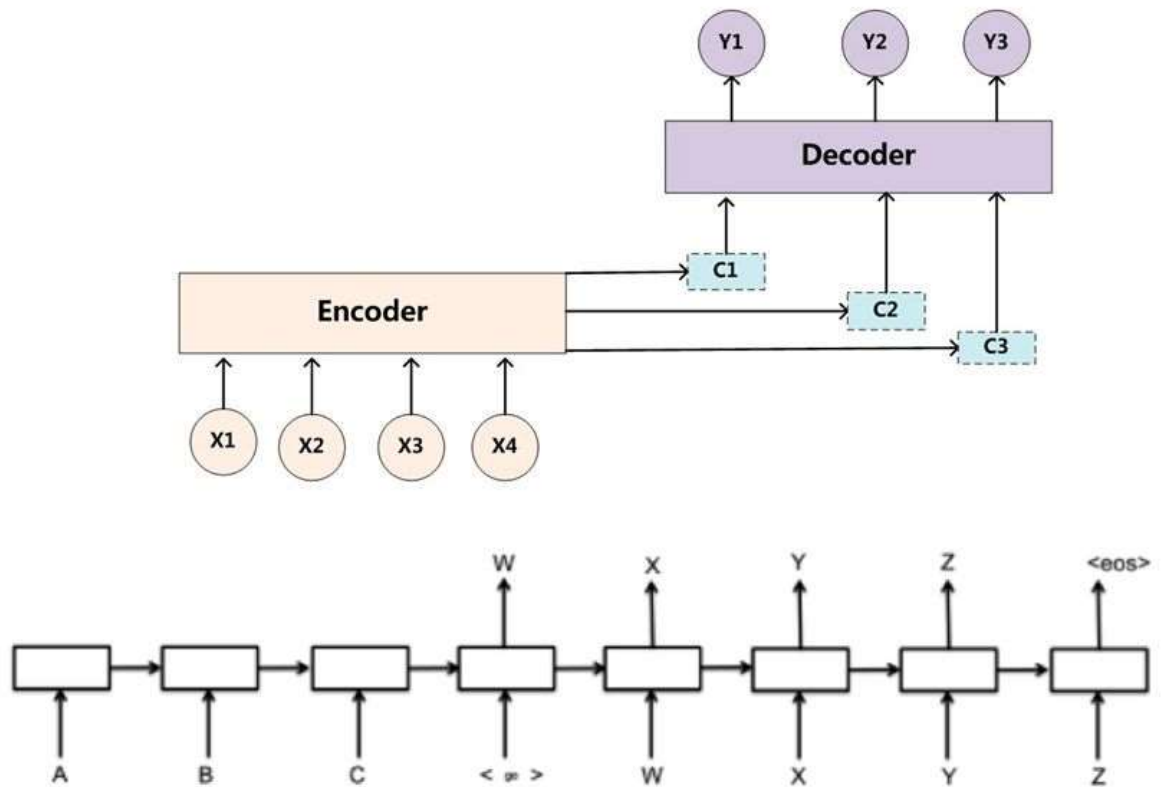 Y1 Y2 Y3
Decoder
C1
Encoder
C2
C3
X1 X2 X3 X4
W X Y Z <eos>
A B C W X Y Z